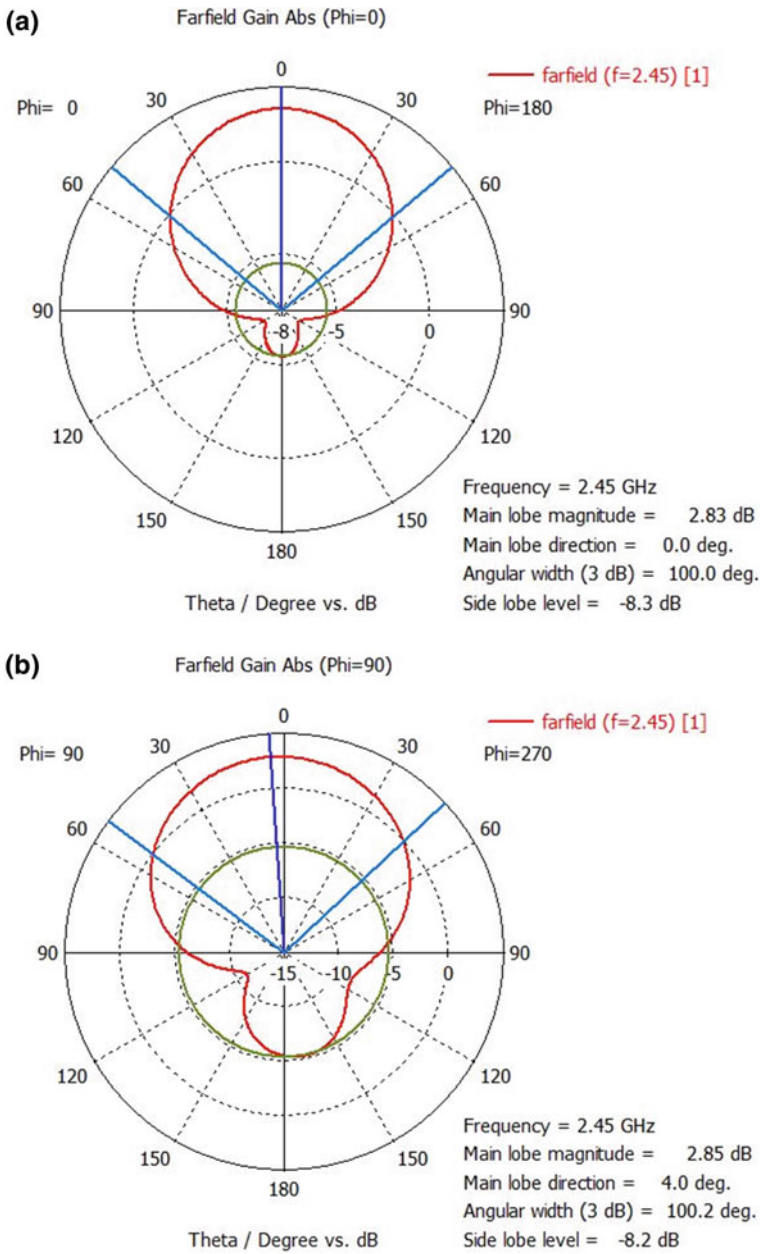 (a)
Farfield Gain Abs (Phi=0)
0
farfield (f=2.45) [1]
30
30
Phi= 0
Phi=180
60
60
90
-8
-5
0
90
120
120
150
150
180
Frequency = 2.45 GHz
Main lobe magnitude = 2.83 dB
Main lobe direction = 0.0 deg.
Angular width (3 dB) = 100.0 deg.
Side lobe level = -8.3 dB
Theta / Degree vs. dB
(b)
Farfield Gain Abs (Phi=90)
0
farfield (f=2.45) [1]
30
30
Phi= 90
Phi=270
60
60
90
-15
-10
-5
0
90
120
120
150
150
180
Frequency = 2.45 GHz
Main lobe magnitude = 2.85 dB
Main lobe direction = 4.0 deg.
Angular width (3 dB) = 100.2 deg.
Side lobe level = -8.2 dB
Theta / Degree vs. dB